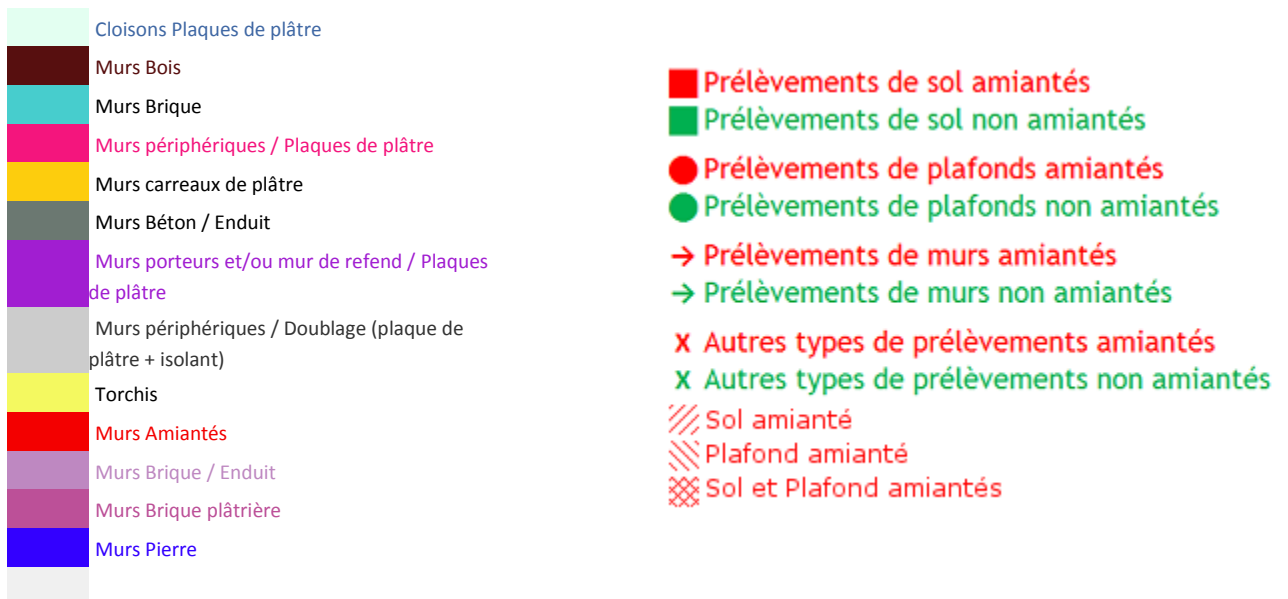 Cloisons Plaques de plâtre
Murs Bois
Murs Brique
Murs périphériques / Plaques de plâtre
Murs carreaux de plâtre
Murs Béton / Enduit
Murs porteurs et/ou mur de refend / Plaques
de plâtre
Murs périphériques / Doublage (plaque de
plâtre + isolant)
Torchis
Murs Amiantés
Murs Brique / Enduit
Murs Brique plâtrière
Murs Pierre
Prélèvements de sol amiantés
Prélèvements de sol non amiantés
Prélèvements de plafonds amiantés
Prélèvements de plafonds non amiantés
→ Prélèvements de murs amiantés
→ Prélèvements de murs non amiantés
x Autres types de prélèvements amiantés
x Autres types de prélèvements non amiantés
Sol amianté
Plafond amianté
Sol et Plafond amiantés